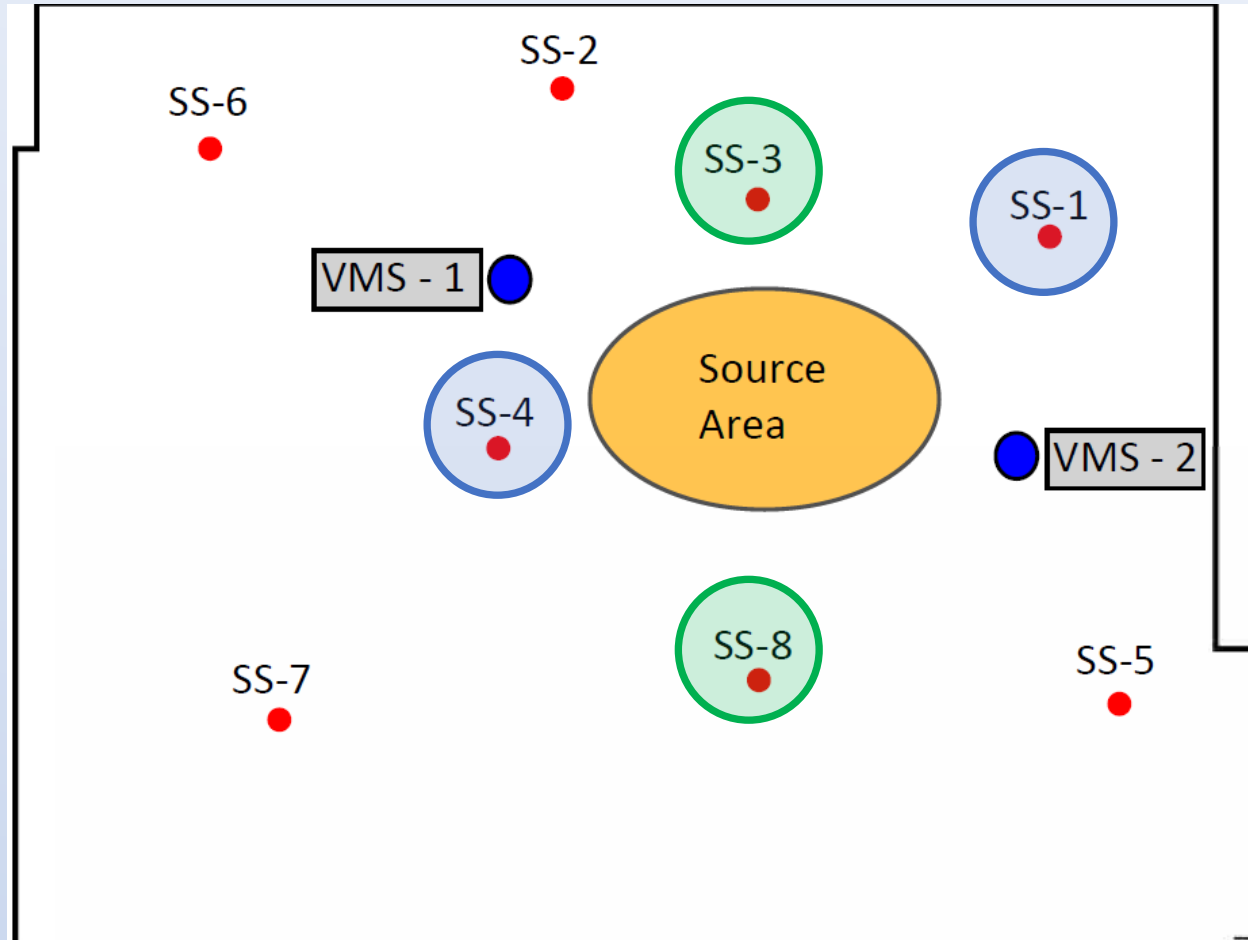 SS-2
SS-6
SS-3
SS-1
VMS - 1
Source
Area
SS-4
VMS - 2
SS-8
SS-5
SS-7